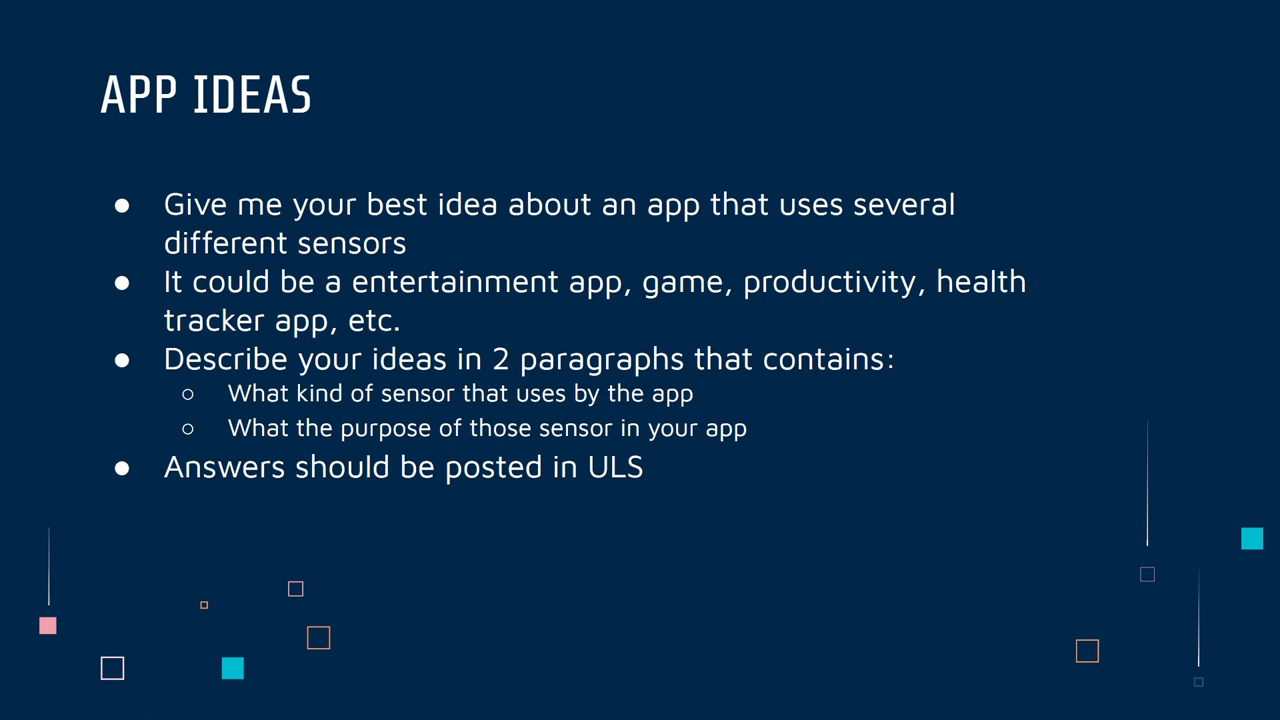 APP IDEAS
● Give me your best idea about an app that uses several
different sensors
● It could be a entertainment app, game, productivity, health
tracker app, etc.
● Describe your ideas in 2 paragraphs that contains:
○ What kind of sensor that uses by the app
○ What the purpose of those sensor in your app
● Answers should be posted in ULS